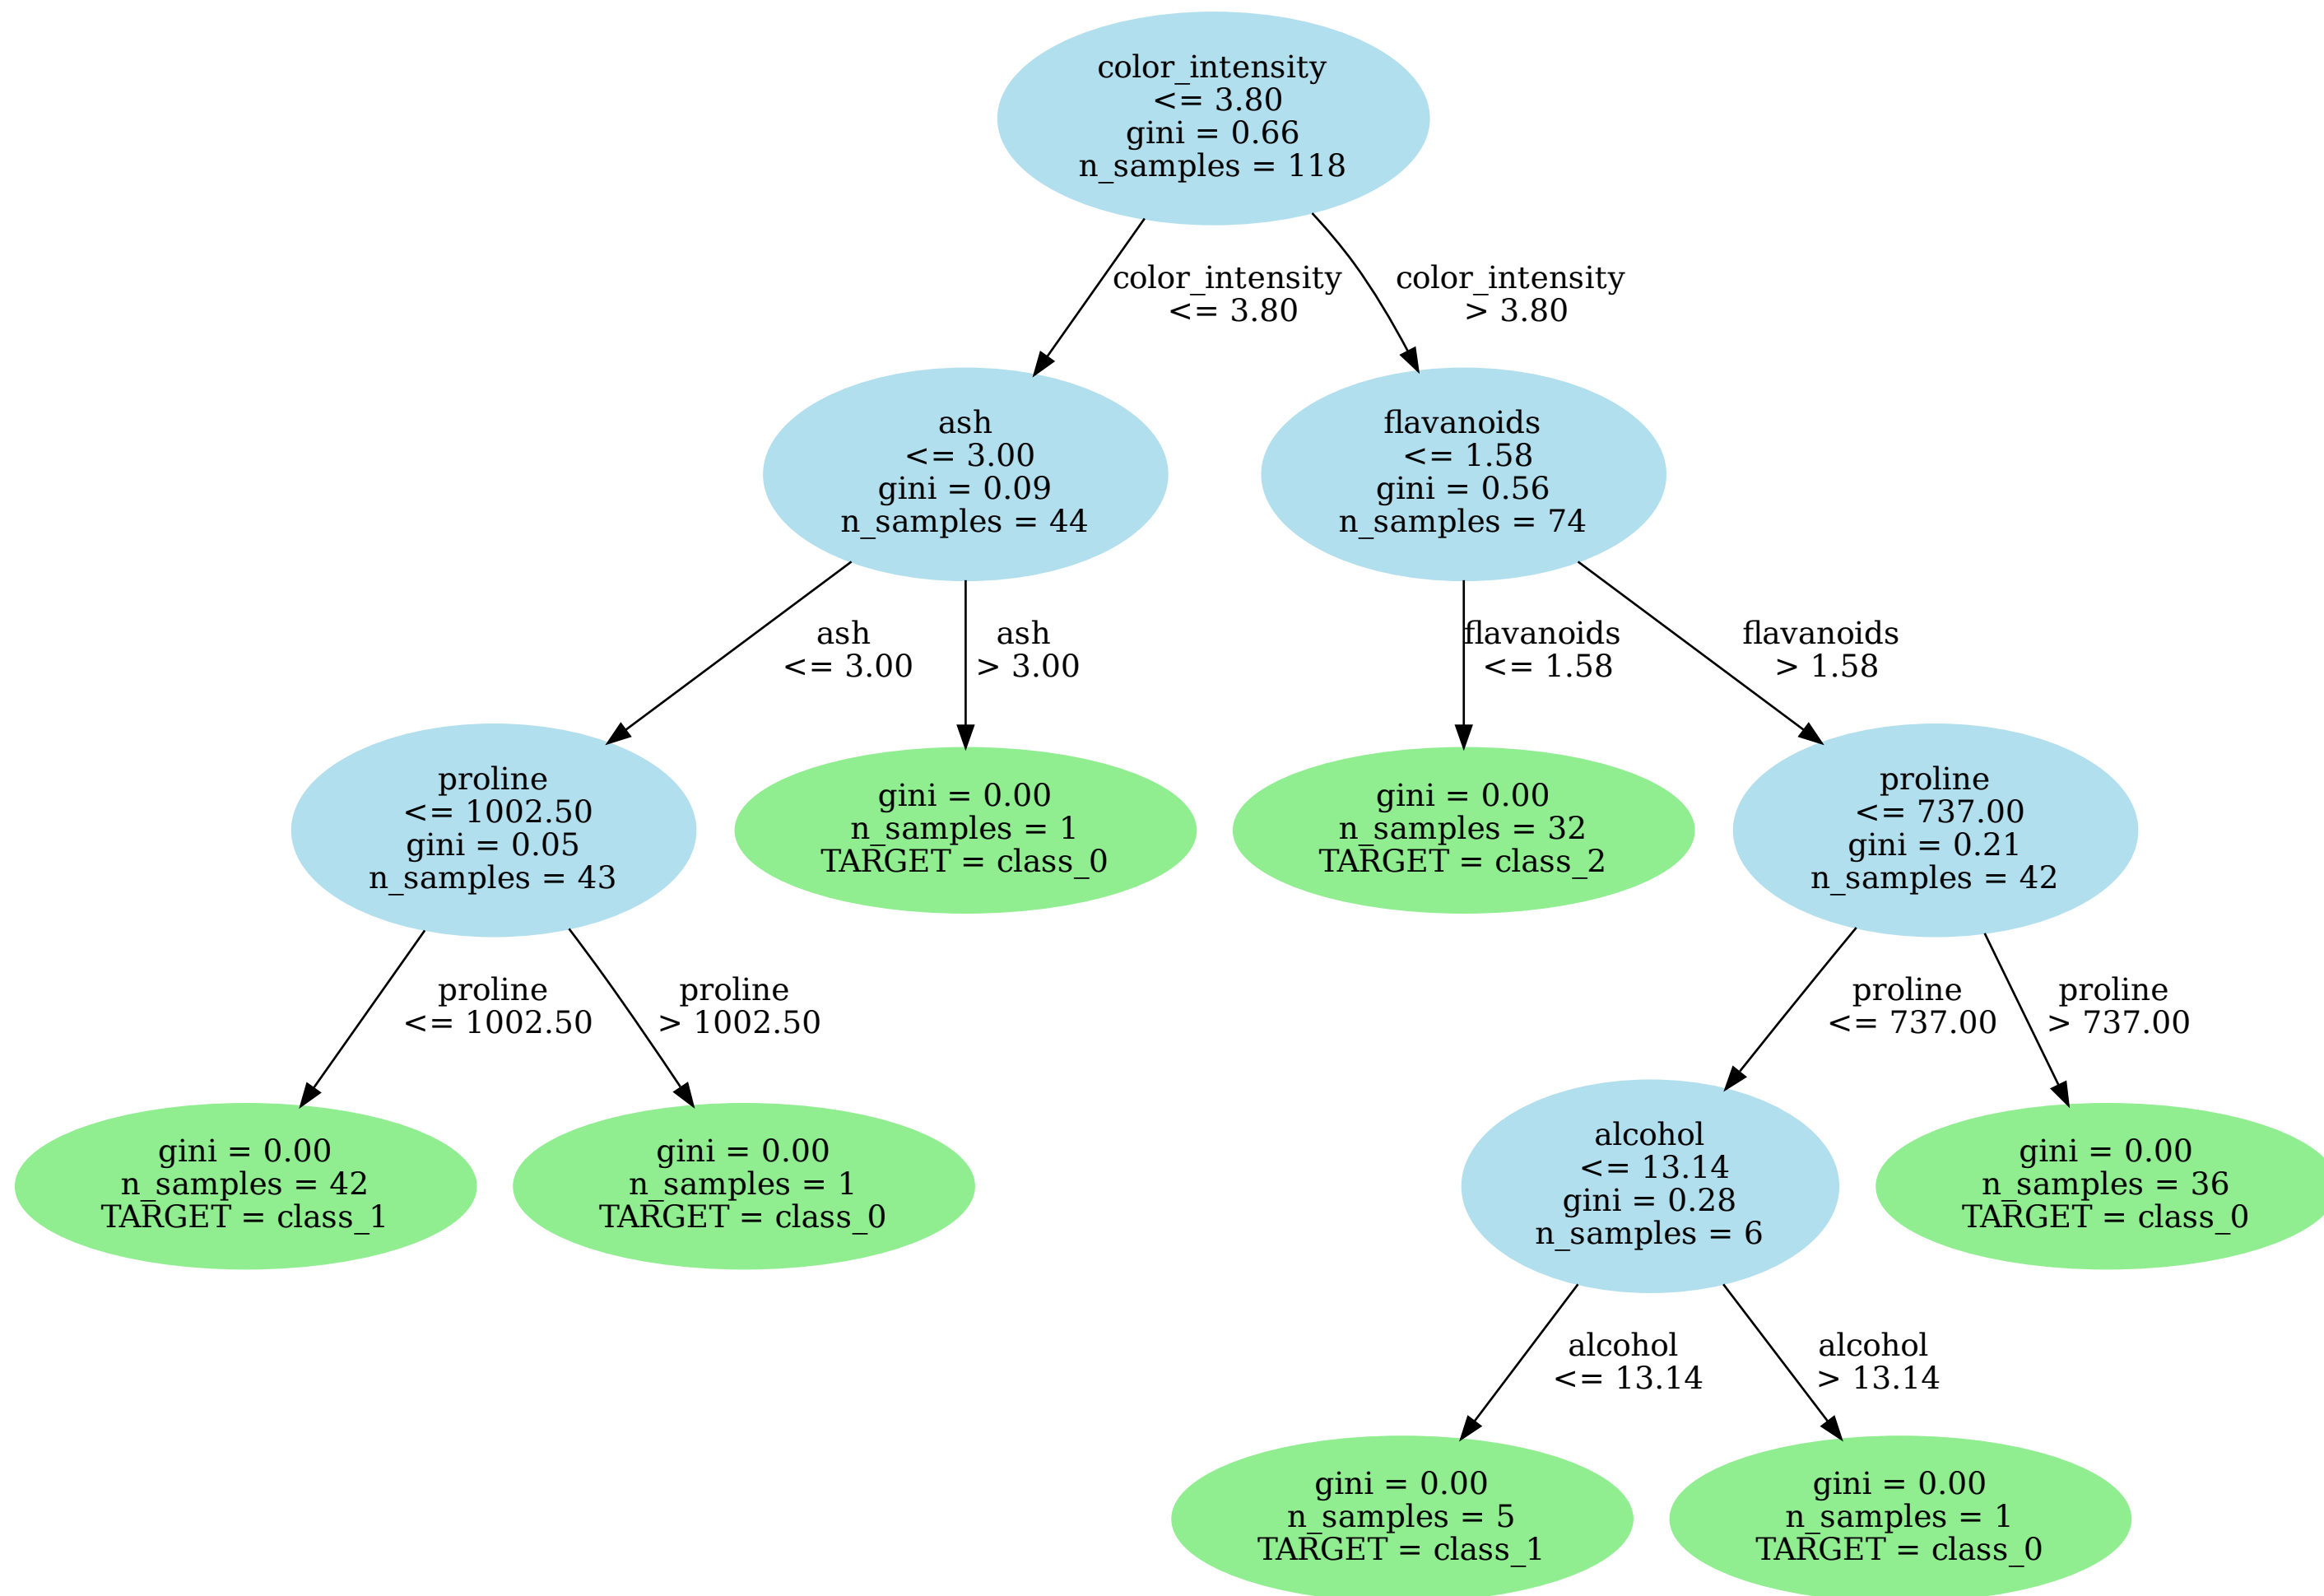 color_intensity
<= 3.80
gini = 0.66
n_samples = 118
color_intensity
<= 3.80
color_intensity
> 3.80
ash
<= 3.00
gini = 0.09
n_samples = 44
flavanoids
<= 1.58
gini = 0.56
n_samples = 74
ash
<= 3.00
ash
> 3.00
flavanoids
<= 1.58
flavanoids
> 1.58
proline
<= 1002.50
gini = 0.05
n_samples = 43
gini = 0.00
n_samples = 1
TARGET = class_0
gini = 0.00
n_samples = 32
TARGET = class_2
proline
<= 737.00
gini = 0.21
n_samples = 42
proline
<= 1002.50
proline
> 1002.50
proline
<= 737.00
proline
> 737.00
gini = 0.00
n_samples = 42
TARGET = class_1
gini = 0.00
n_samples = 1
TARGET = class_0
alcohol
<= 13.14
gini = 0.28
n_samples = 6
gini = 0.00
n_samples = 36
TARGET = class_0
alcohol
<= 13.14
alcohol
> 13.14
gini = 0.00
n_samples = 5
TARGET = class_1
gini = 0.00
n_samples = 1
TARGET = class_0